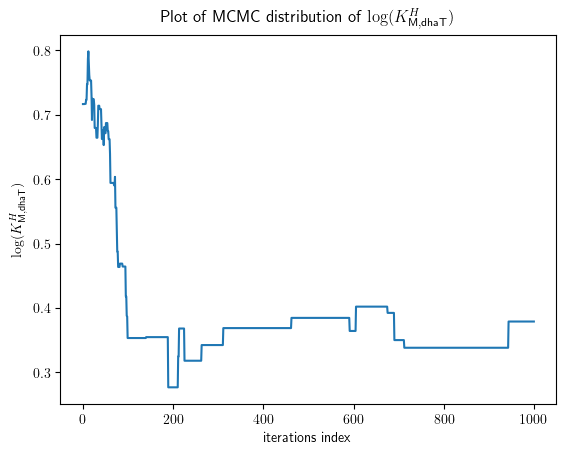 Plot of MCMC distribution of log(K^H_{M,dhaT})
log(K^H_{M,dhaT})
0.8
0.7
0.6
0.5
0.4
0.3
0 200 400 600 800 1000
iterations index